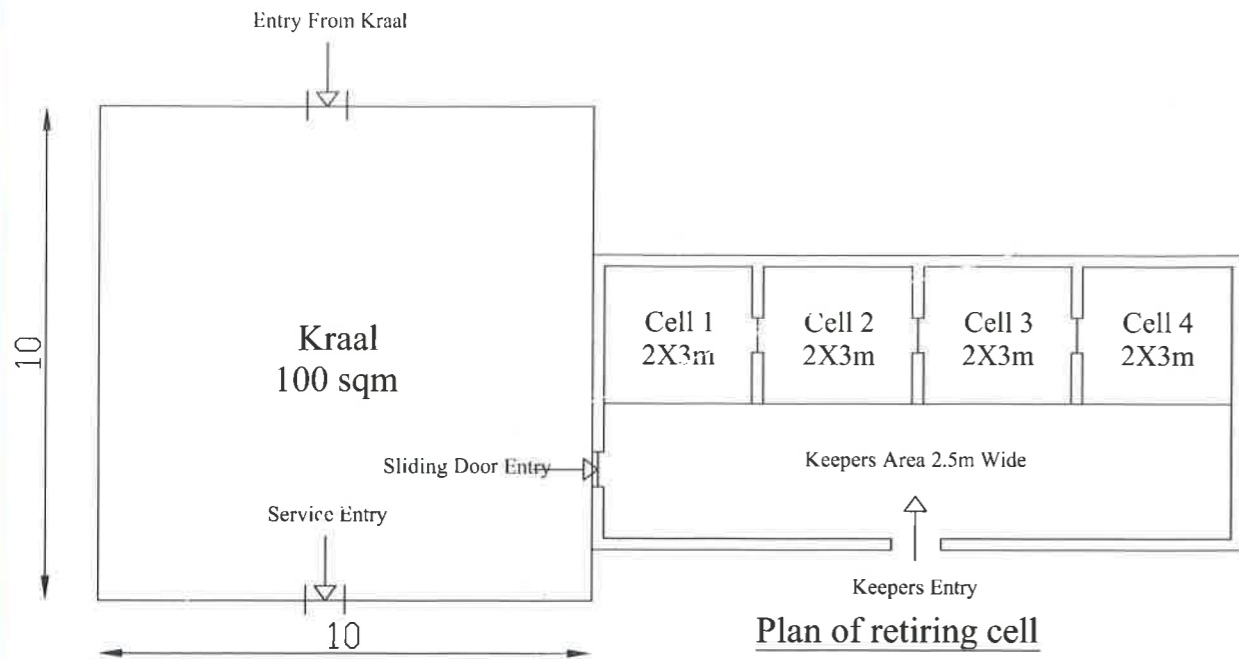 Entry From Kraal
10
Kraal
100 sqm
Cell 1
2X3m
Cell 2
2X3m
Cell 3
2X3m
Cell 4
2X3m
Sliding Door Entry
Keepers Area 2.5m Wide
Service Entry
Keepers Entry
10
Plan of retiring cell